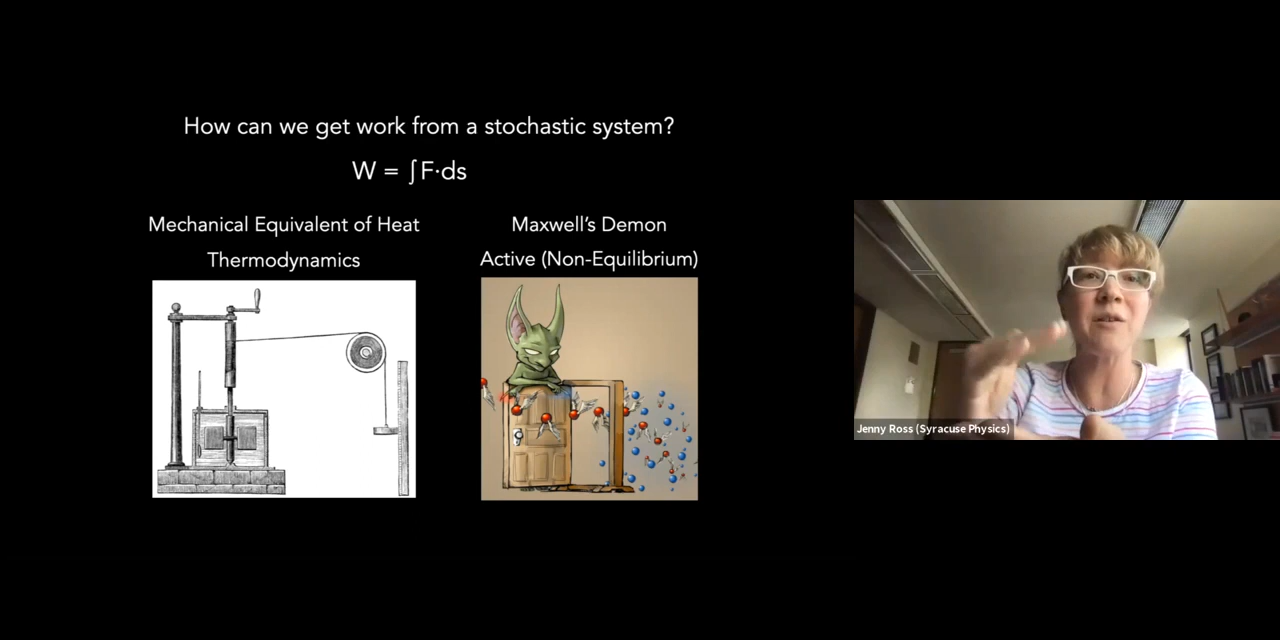 How can we get work from a stochastic system?
W = ∫F·ds
Mechanical Equivalent of Heat
Thermodynamics
Maxwell's Demon
Active (Non-Equilibrium)
Jenny Ross (Syracuse Physics)